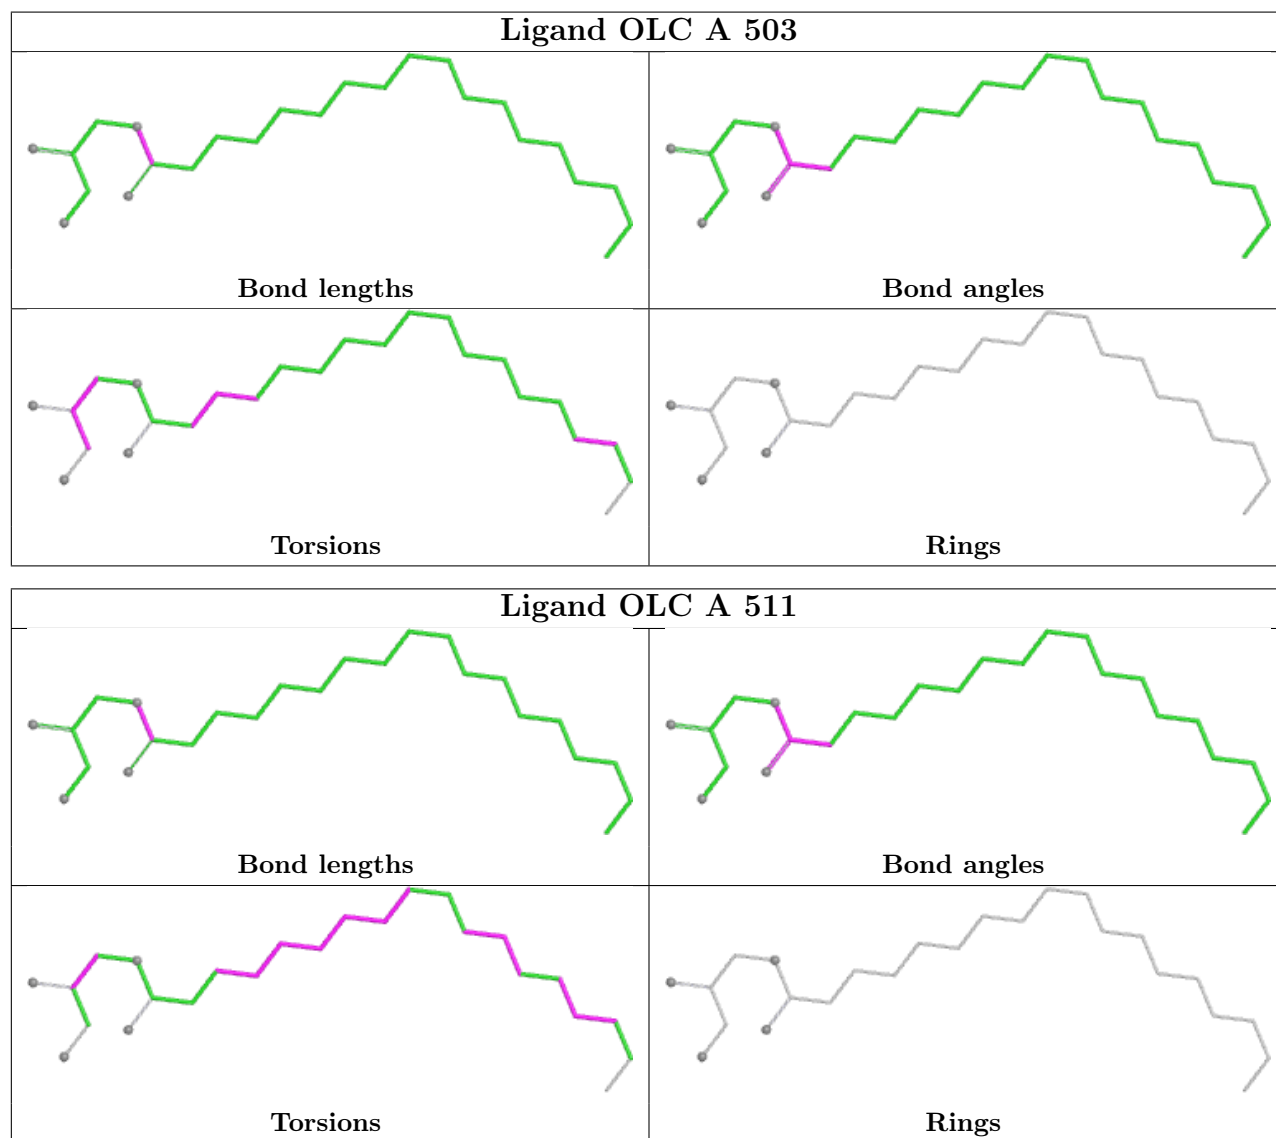 Ligand OLC A 503
Bond lengths
Bond angles
Torsions
Rings
Ligand OLC A 511
Bond lengths
Bond angles
Torsions
Rings